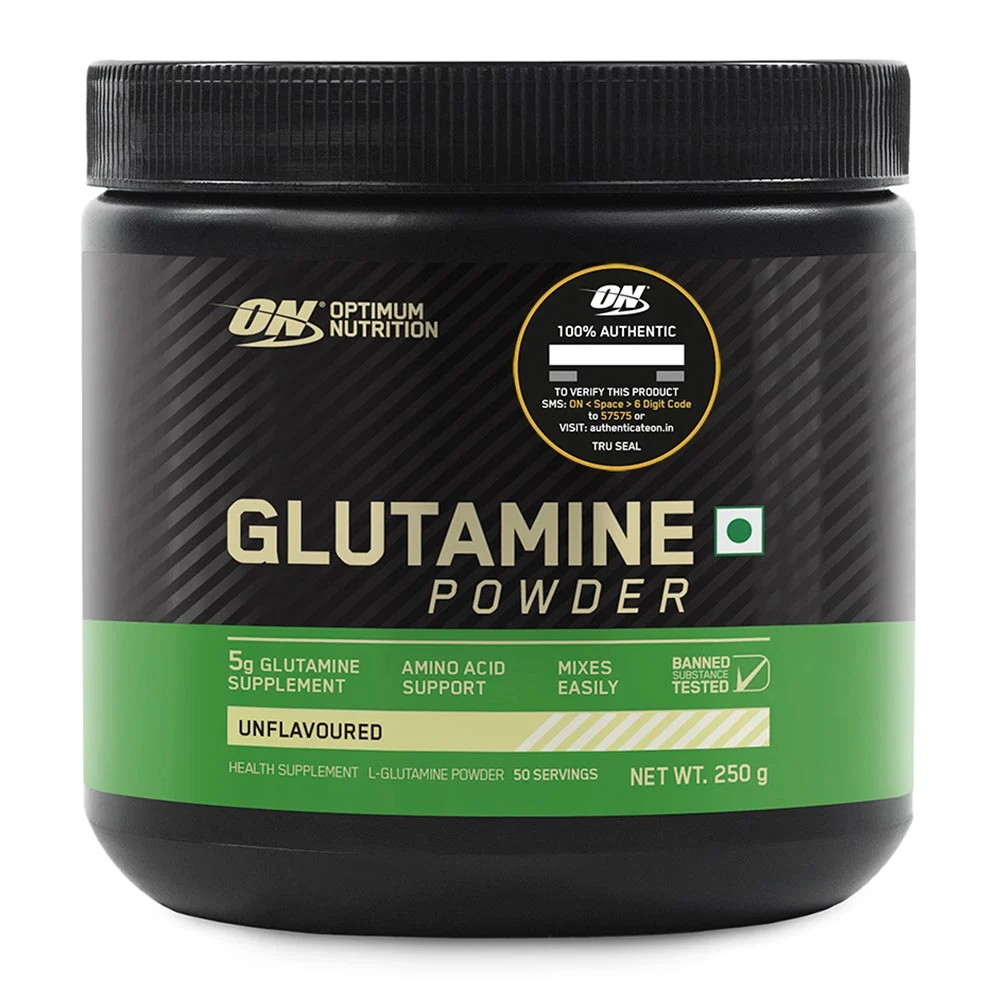 ON® OPTIMUM
NUTRITION
ON®
100% AUTHENTIC
TO VERIFY THIS PRODUCT
SMS: ON < Space > 6 Digit Code
to 57575 or
VISIT: authenticateon.in
TRU SEAL
GLUTAMINE
POWDER
5g GLUTAMINE
SUPPLEMENT
AMINO ACID
SUPPORT
MIXES
EASILY
BANNED
SUBSTANCE
TESTED
UNFLAVOURED
HEALTH SUPPLEMENT L-GLUTAMINE POWDER 50 SERVINGS NET WT. 250 g